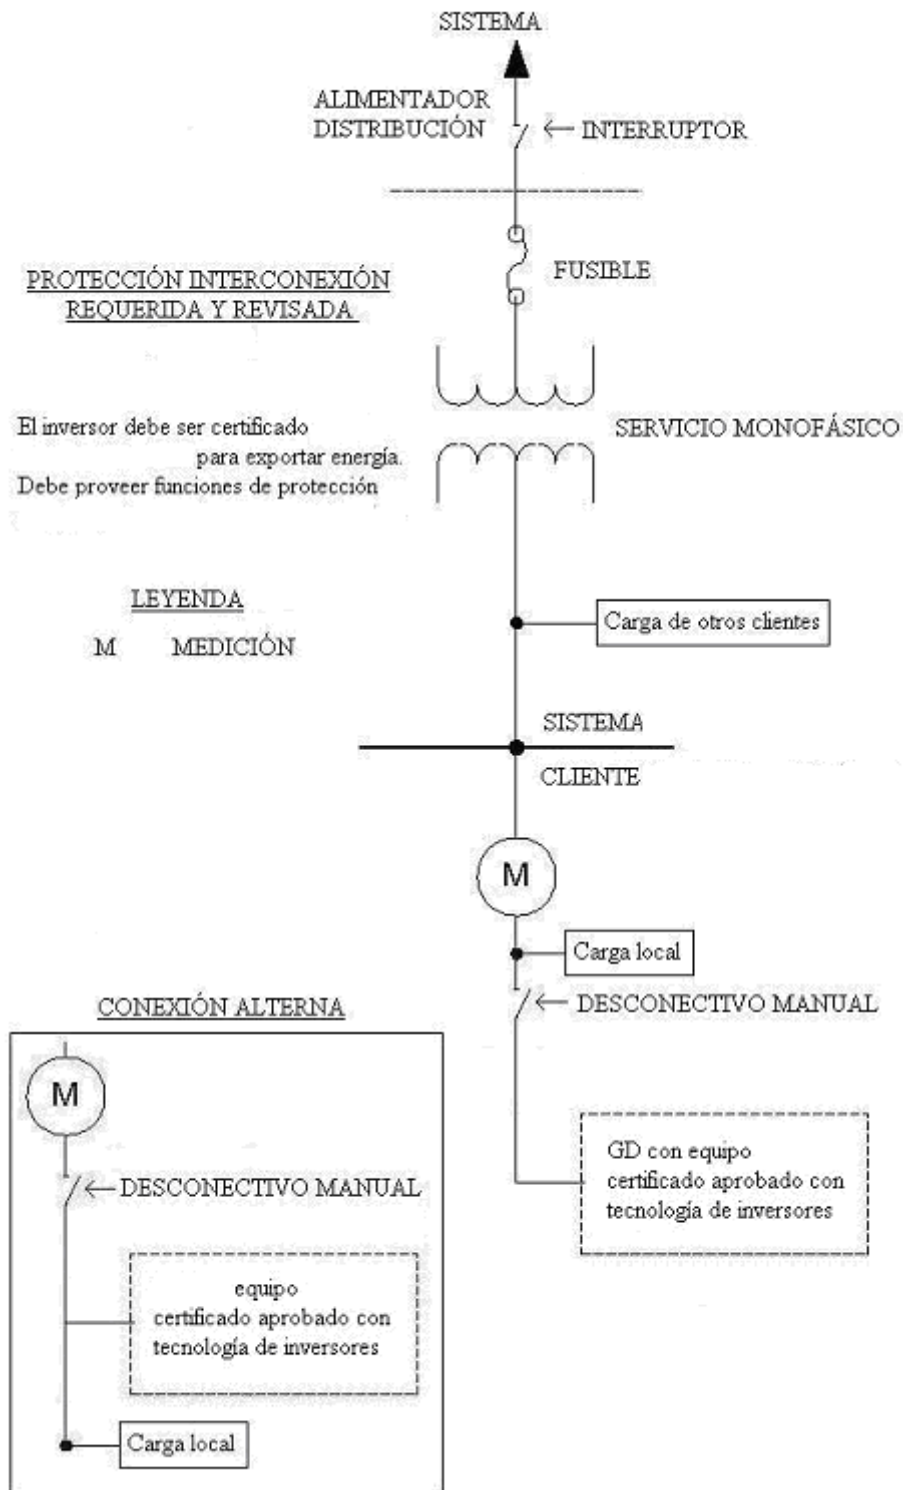 SISTEMA
ALIMENTADOR
DISTRIBUCIÓN
INTERRUPTOR
FUSIBLE
PROTECCIÓN INTERCONEXIÓN
REQUERIDA Y REVISADA
El inversor debe ser certificado
para exportar energía.
Debe proveer funciones de protección
SERVICIO MONOFÁSICO
LEYENDA
M MEDICIÓN
Carga de otros clientes
SISTEMA
CLIENTE
M
Carga local
DESCONECTIVO MANUAL
GD con equipo
certificado aprobado con
tecnología de inversores
CONEXIÓN ALTERNA
M
DESCONECTIVO MANUAL
equipo
certificado aprobado con
tecnología de inversores
Carga local